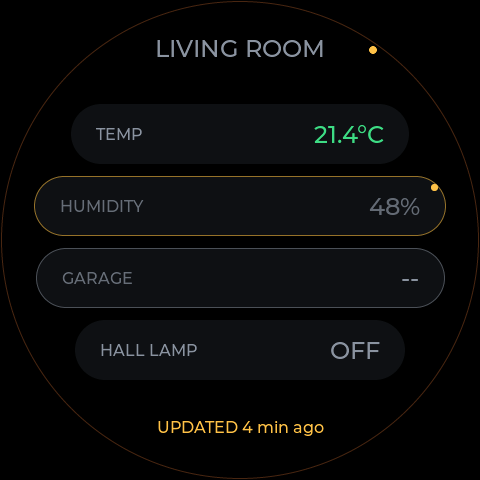 LIVING ROOM
TEMP 21.4°C
HUMIDITY 48%
GARAGE --
HALL LAMP OFF
UPDATED 4 min ago